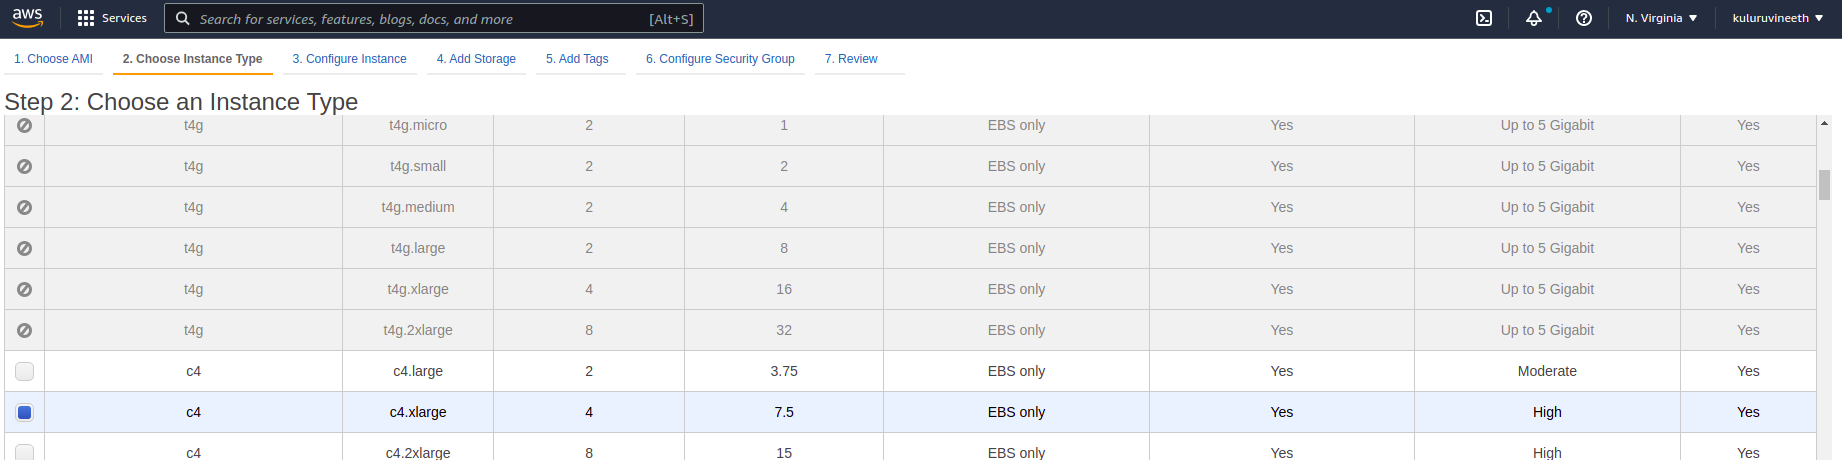 aws Services Search for services, features, blogs, docs, and more [Alt+S] N. Virginia kuluruvineeth
1. Choose AMI 2. Choose Instance Type 3. Configure Instance 4. Add Storage 5. Add Tags 6. Configure Security Group 7. Review
Step 2: Choose an Instance Type
t4g t4g.micro 2 1 EBS only Yes Up to 5 Gigabit Yes
t4g t4g.small 2 2 EBS only Yes Up to 5 Gigabit Yes
t4g t4g.medium 2 4 EBS only Yes Up to 5 Gigabit Yes
t4g t4g.large 2 8 EBS only Yes Up to 5 Gigabit Yes
t4g t4g.xlarge 4 16 EBS only Yes Up to 5 Gigabit Yes
t4g t4g.2xlarge 8 32 EBS only Yes Up to 5 Gigabit Yes
c4 c4.large 2 3.75 EBS only Yes Moderate Yes
c4 c4.xlarge 4 7.5 EBS only Yes High Yes
c4 c4.2xlarge 8 15 EBS only Yes High Yes